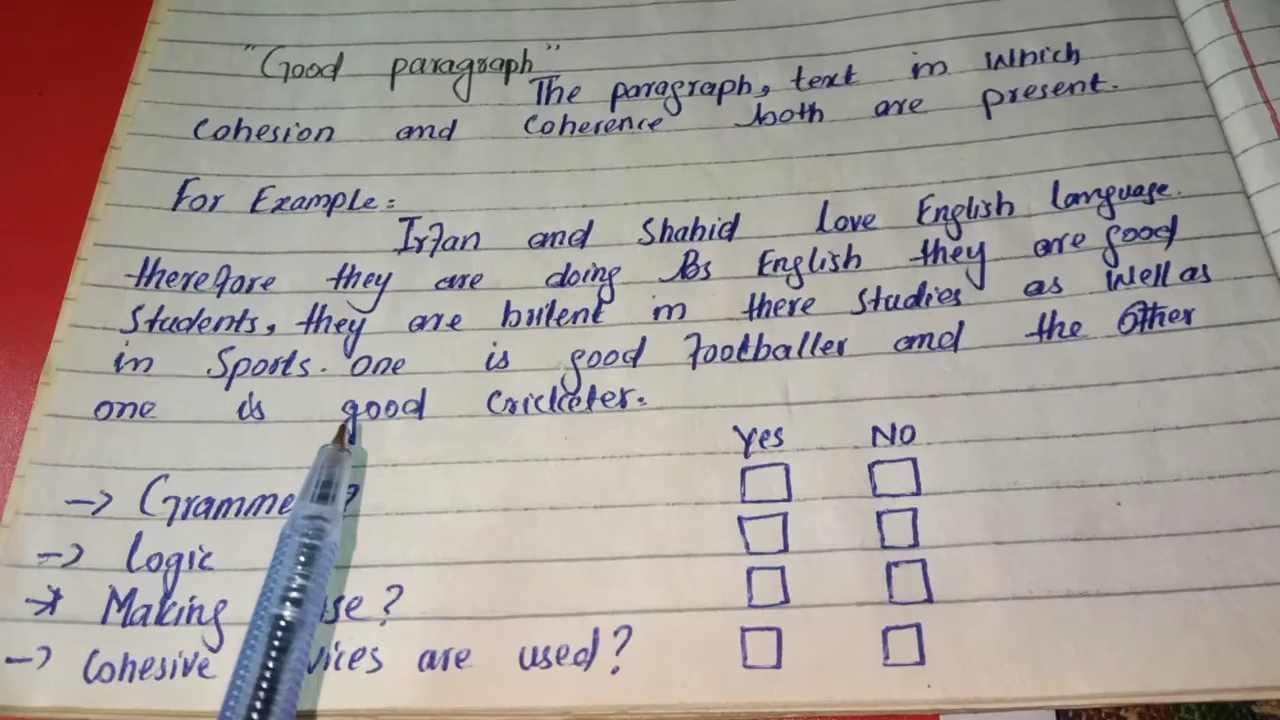 "Good paragraph"
The paragraph, text in which
cohesion and coherence both are present.
For Example:
Irfan and Shahid love English language.
therefore they are doing Bs English they are good
students, they are brilent in there studies as well as
in Sports. one is good Footballer and the other
one is good cricketer.
Yes No
→ Gramme ?
→ Logic
→ Making se?
→ Cohesive vices are used?